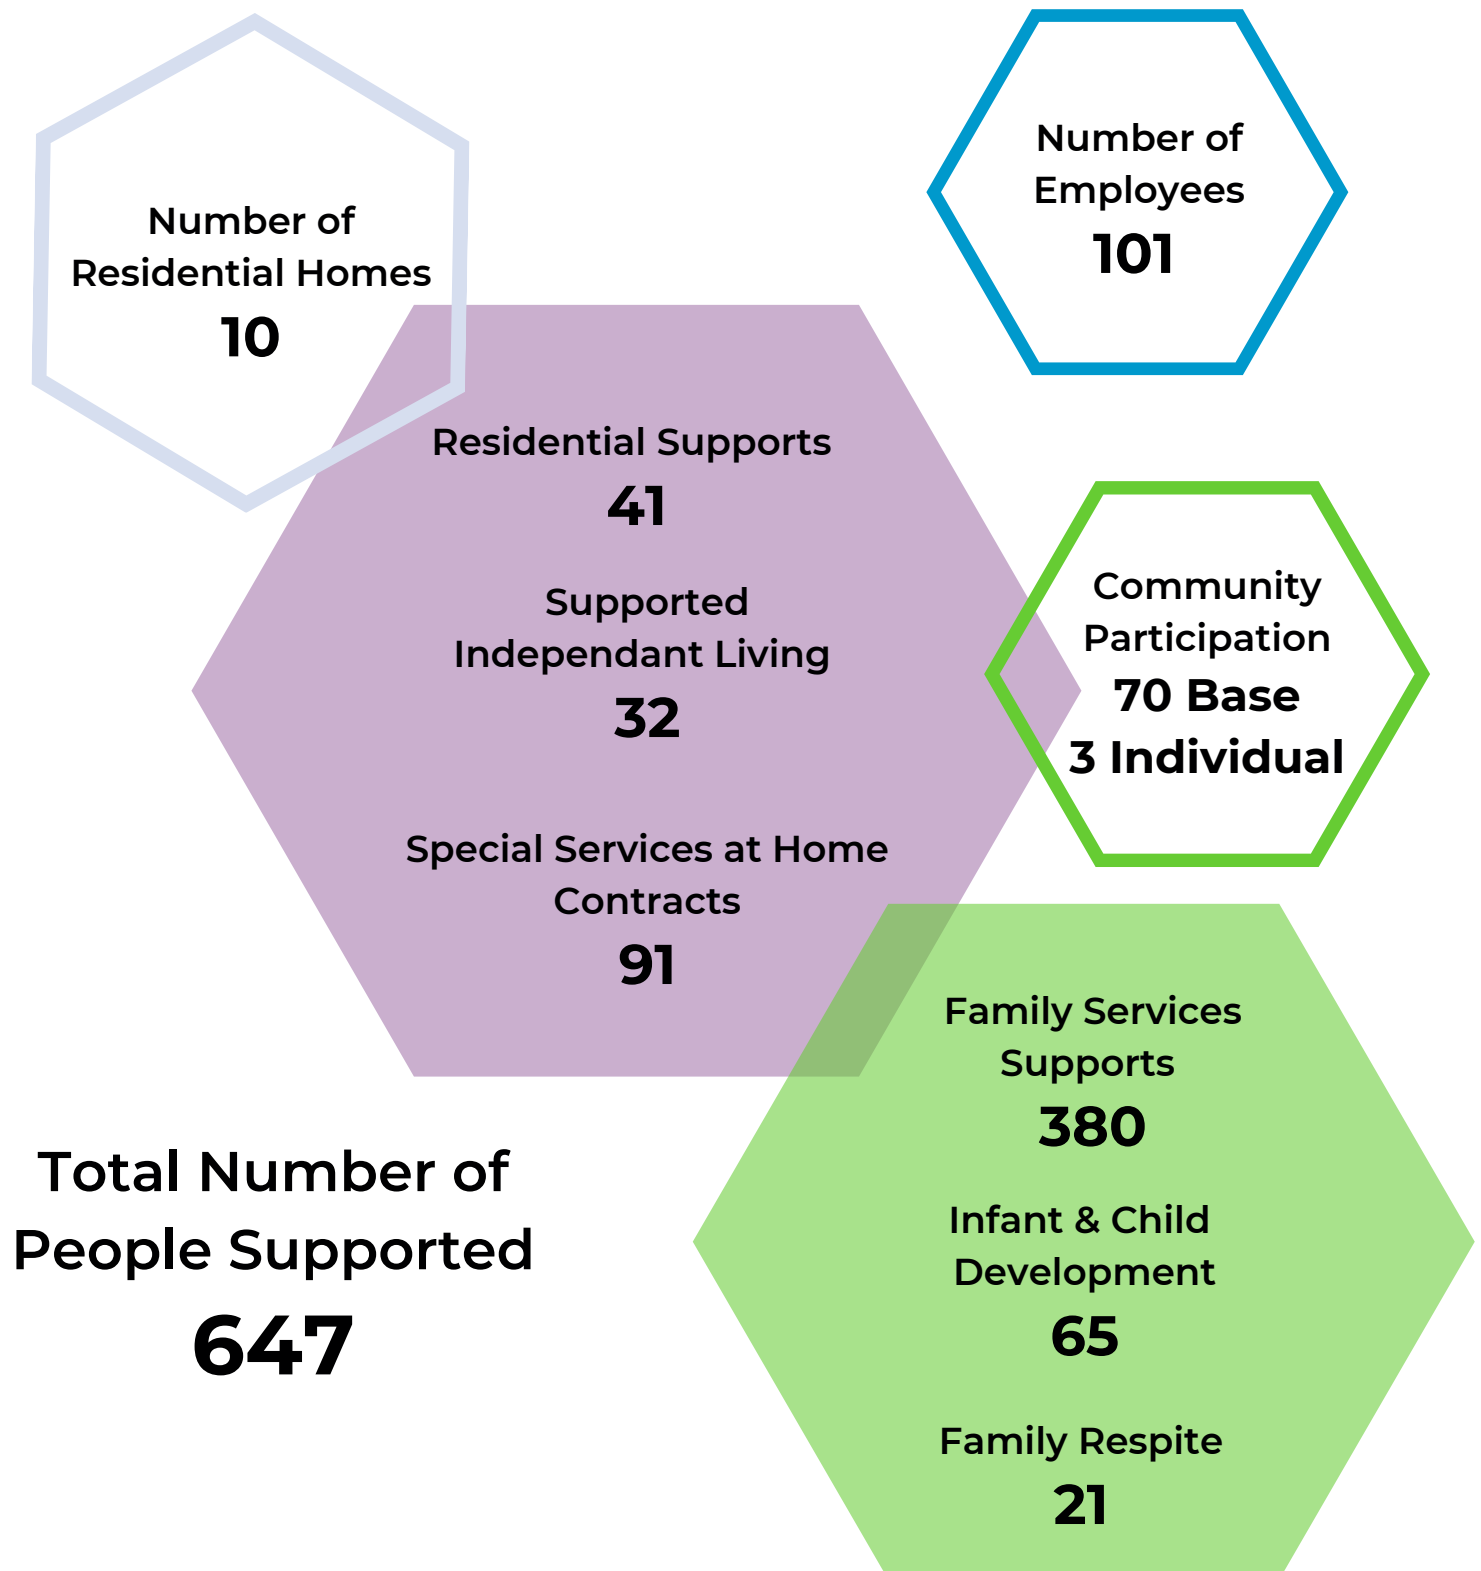 Number of
Residential Homes
10
Number of
Employees
101
Residential Supports
41
Supported
Independant Living
32
Special Services at Home
Contracts
91
Community
Participation
70 Base
3 Individual
Family Services
Supports
380
Infant & Child
Development
65
Family Respite
21
Total Number of
People Supported
647